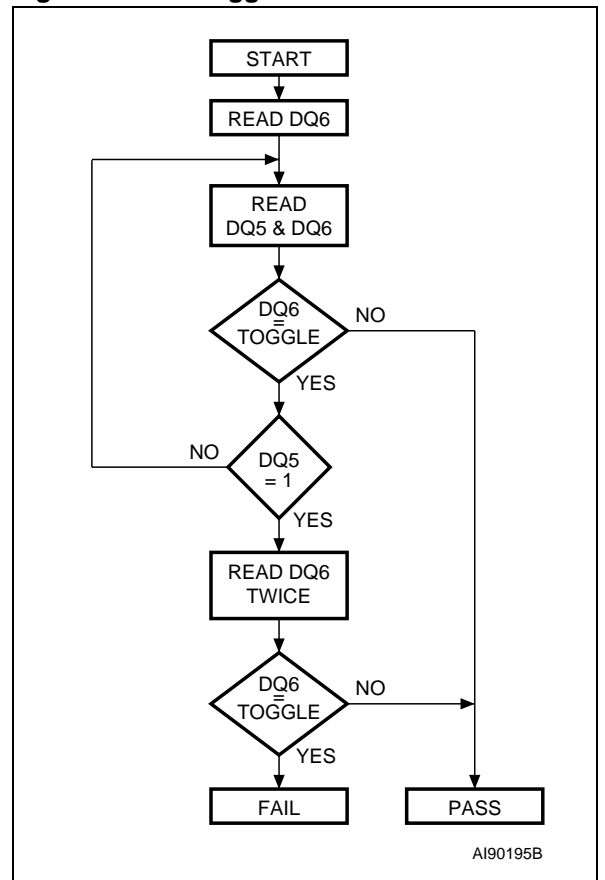 START
READ DQ6
READ
DQ5 & DQ6
DQ6
=
TOGGLE
NO
YES
NO
DQ5
= 1
YES
READ DQ6
TWICE
DQ6
=
TOGGLE
NO
YES
FAIL
PASS
AI90195B